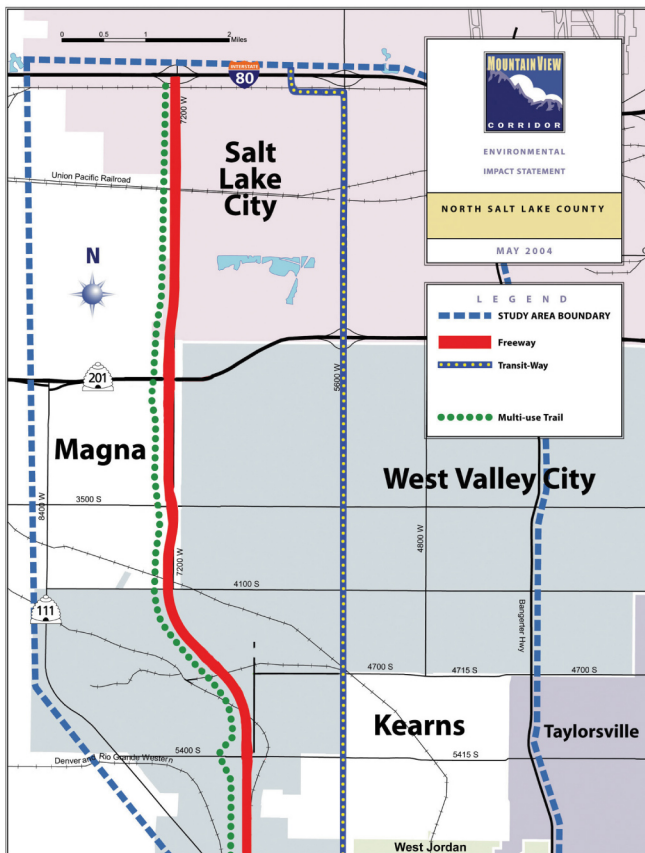 0 0.5 1 2
Miles
INTERSTATE
80
7200 W
Salt
Lake
City
Union Pacific Railroad
N
MOUNTAIN VIEW
CORRIDOR
ENVIRONMENTAL
IMPACT STATEMENT
NORTH SALT LAKE COUNTY
MAY 2004
LEGEND
STUDY AREA BOUNDARY
Freeway
Transit-Way
Multi-use Trail
201
5600 W
Magna
West Valley City
3500 S
8400 W
7200 W
4800 W
4100 S
111
Bangerter Hwy
4700 S
4715 S
4700 S
Kearns
Taylorsville
5400 S
5415 S
Denver and Rio Grande Western
West Jordan